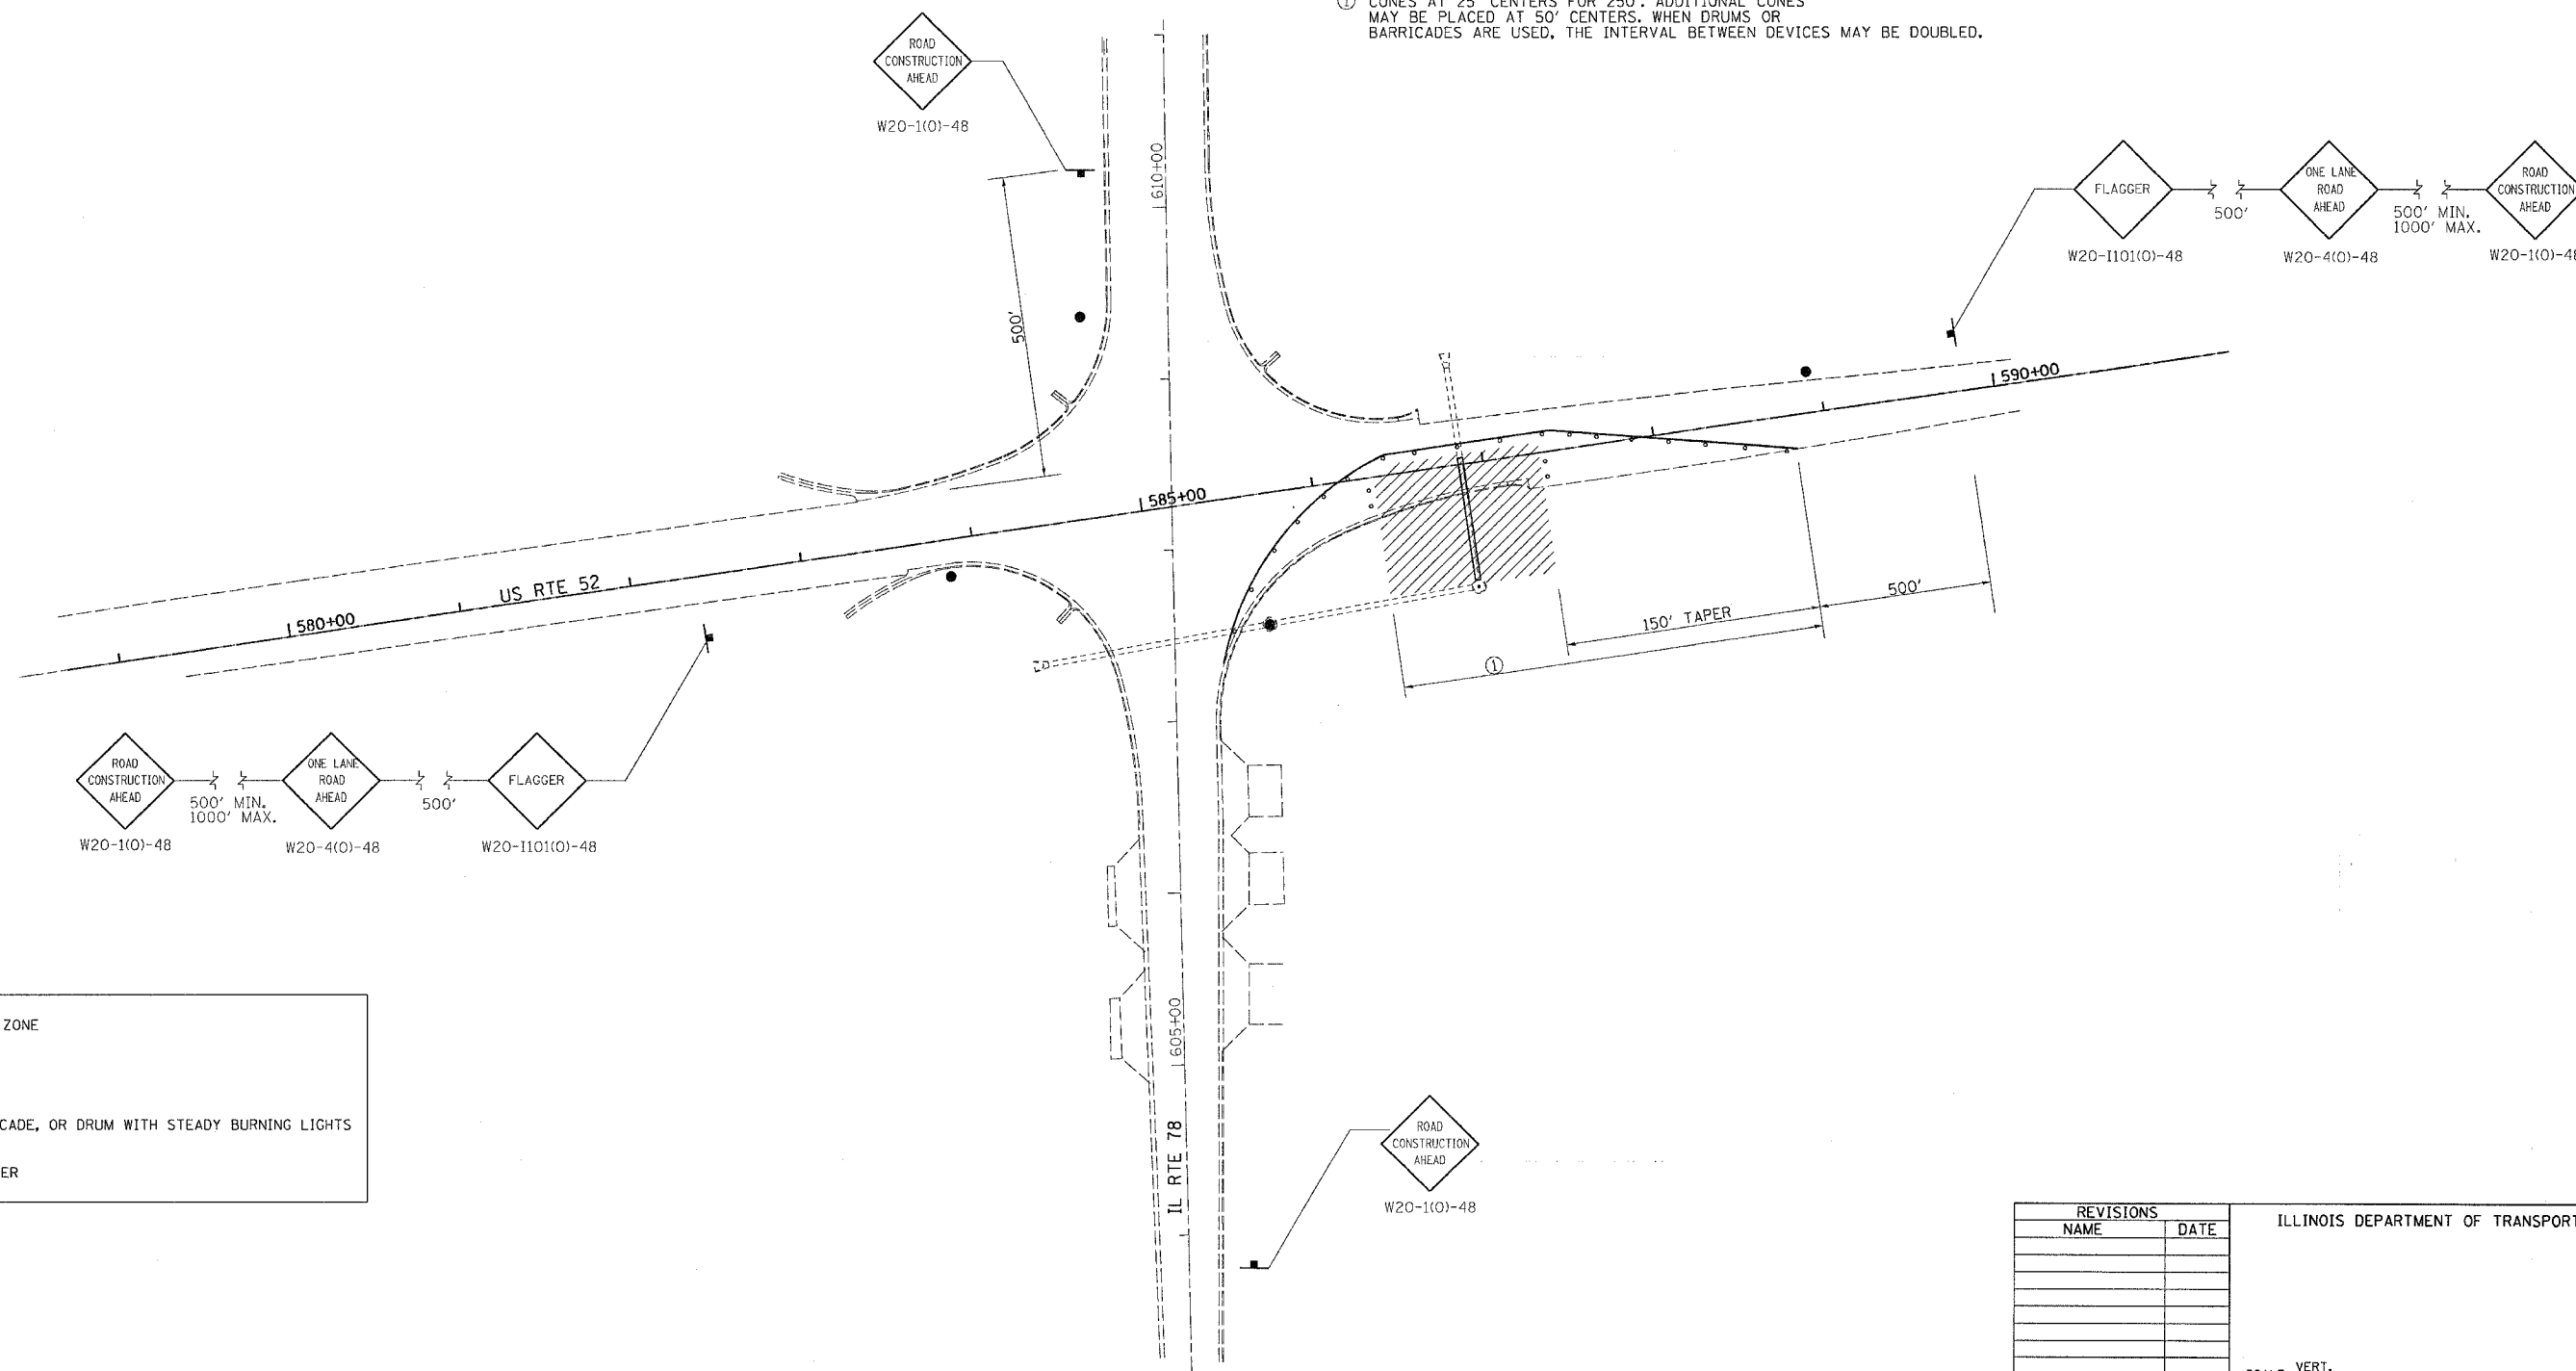 ① CONES AT 25' CENTERS FOR 250'. ADDITIONAL CONES
MAY BE PLACED AT 50' CENTERS. WHEN DRUMS OR
BARRICADES ARE USED, THE INTERVAL BETWEEN DEVICES MAY BE DOUBLED.
ROAD
CONSTRUCTION
AHEAD
W20-1(O)-48
610+00
500'
FLAGGER
W20-I101(O)-48
500'
ONE LANE
ROAD
AHEAD
W20-4(O)-48
500' MIN.
1000' MAX.
ROAD
CONSTRUCTION
AHEAD
W20-1(O)-48
590+00
585+00
US RTE 52
580+00
500'
150' TAPER
①
ROAD
CONSTRUCTION
AHEAD
W20-1(O)-48
500' MIN.
1000' MAX.
ONE LANE
ROAD
AHEAD
W20-4(O)-48
500'
FLAGGER
W20-I101(O)-48
ZONE
CADE, OR DRUM WITH STEADY BURNING LIGHTS
ER
605+00
IL RTE 78
ROAD
CONSTRUCTION
AHEAD
W20-1(O)-48
REVISIONS
NAME DATE
ILLINOIS DEPARTMENT OF TRANSPORT
VERT.